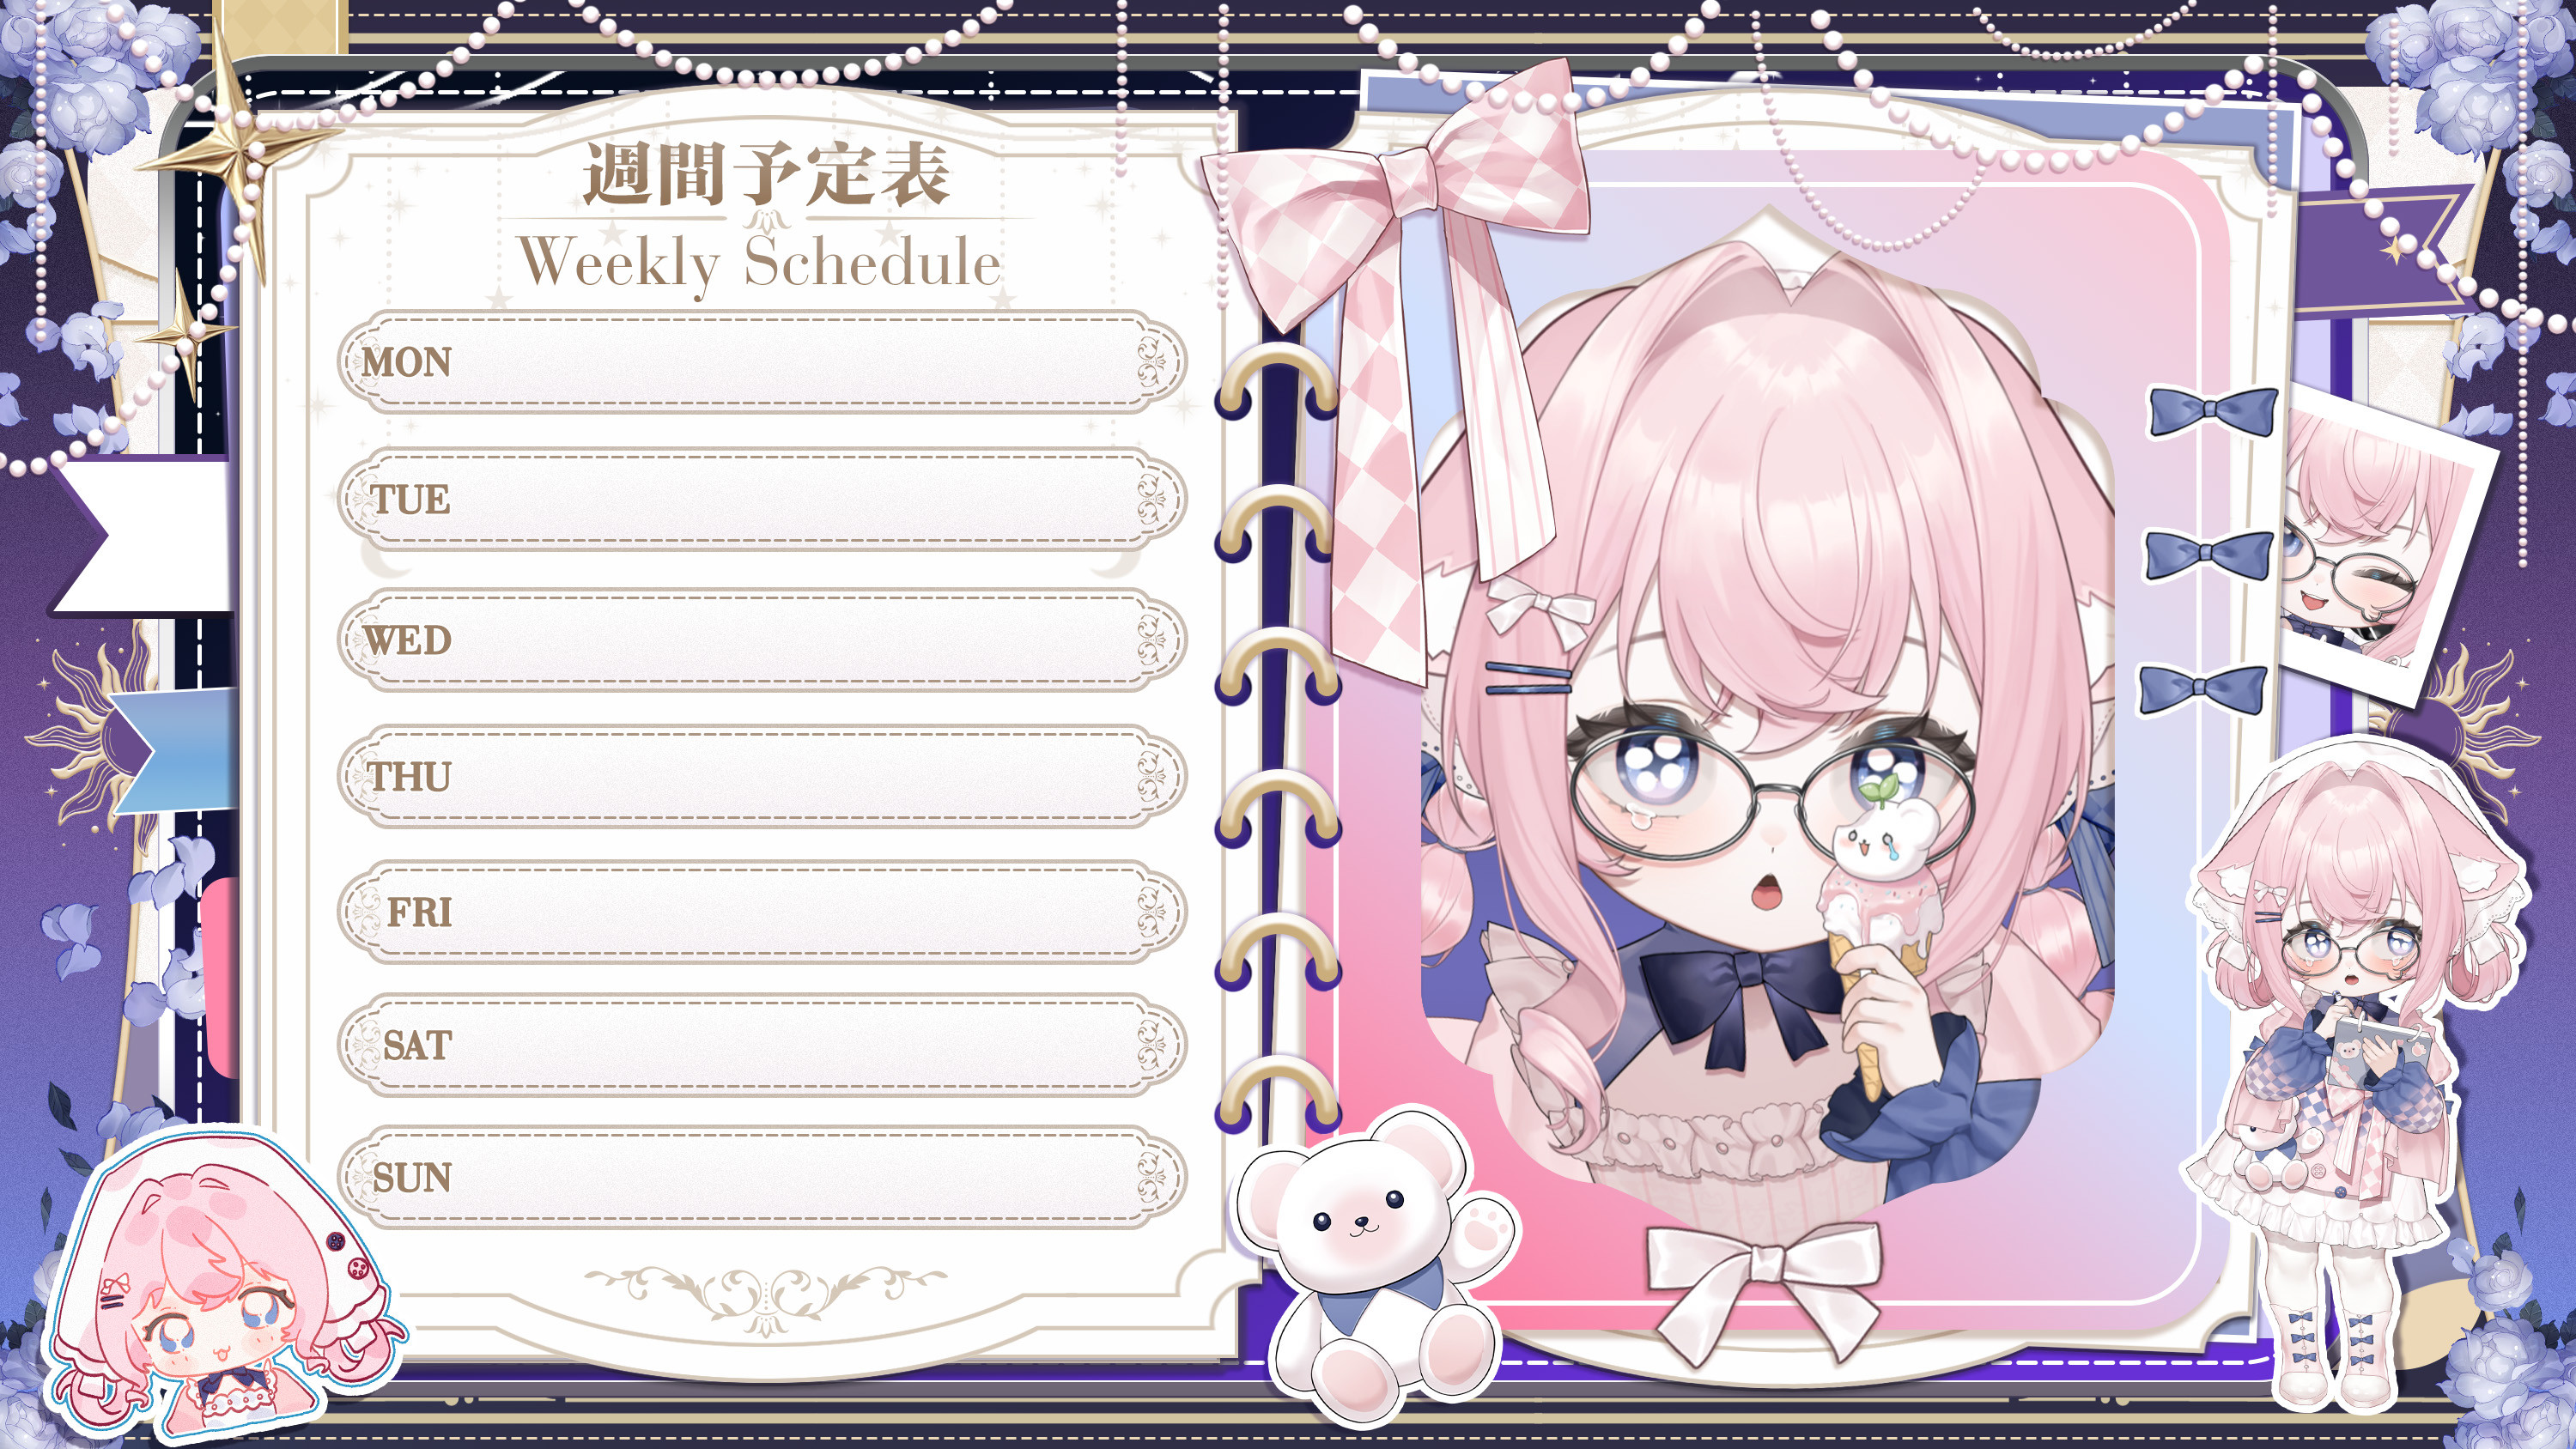 週間予定表
Weekly Schedule
MON
TUE
WED
THU
FRI
SAT
SUN